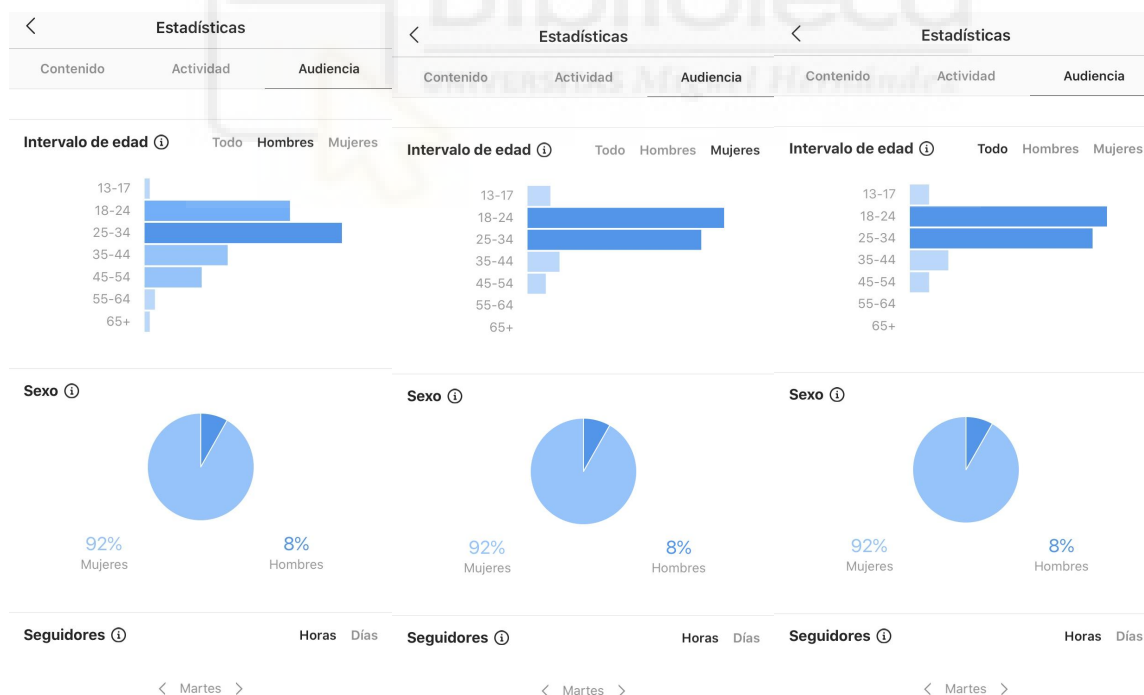 Biblioteca
UNIVERSITAS Miguel Hernández
Estadísticas
Contenido Actividad Audiencia
Intervalo de edad Todo Hombres Mujeres
13-17
18-24
25-34
35-44
45-54
55-64
65+
Sexo
92% 8%
Mujeres Hombres
Seguidores Horas Días
< Martes >
Estadísticas
Contenido Actividad Audiencia
Intervalo de edad Todo Hombres Mujeres
13-17
18-24
25-34
35-44
45-54
55-64
65+
Sexo
92% 8%
Mujeres Hombres
Seguidores Horas Días
< Martes >
Estadísticas
Contenido Actividad Audiencia
Intervalo de edad Todo Hombres Mujeres
13-17
18-24
25-34
35-44
45-54
55-64
65+
Sexo
92% 8%
Mujeres Hombres
Seguidores Horas Días
< Martes >